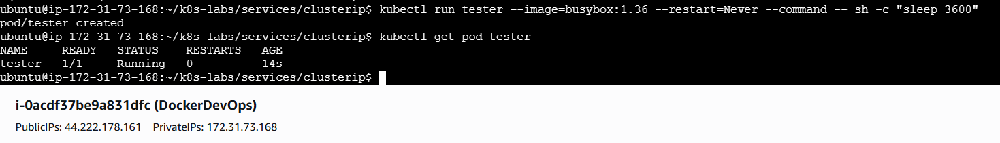 ubuntu@ip-172-31-73-168:~/k8s-labs/services/clusterip$ kubectl run tester --image=busybox:1.36 --restart=Never --command -- sh -c "sleep 3600"
pod/tester created
ubuntu@ip-172-31-73-168:~/k8s-labs/services/clusterip$ kubectl get pod tester
NAME     READY   STATUS    RESTARTS   AGE
tester   1/1     Running   0          14s
ubuntu@ip-172-31-73-168:~/k8s-labs/services/clusterip$
i-0acdf37be9a831dfc (DockerDevOps)
PublicIPs: 44.222.178.161    PrivateIPs: 172.31.73.168